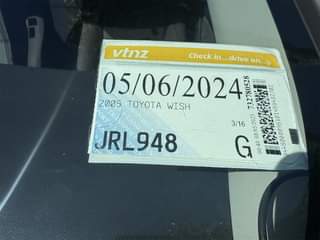 vtnz Check in...drive on.
05/06/2024
2005 TOYOTA WISH
3/16
JRL948 G